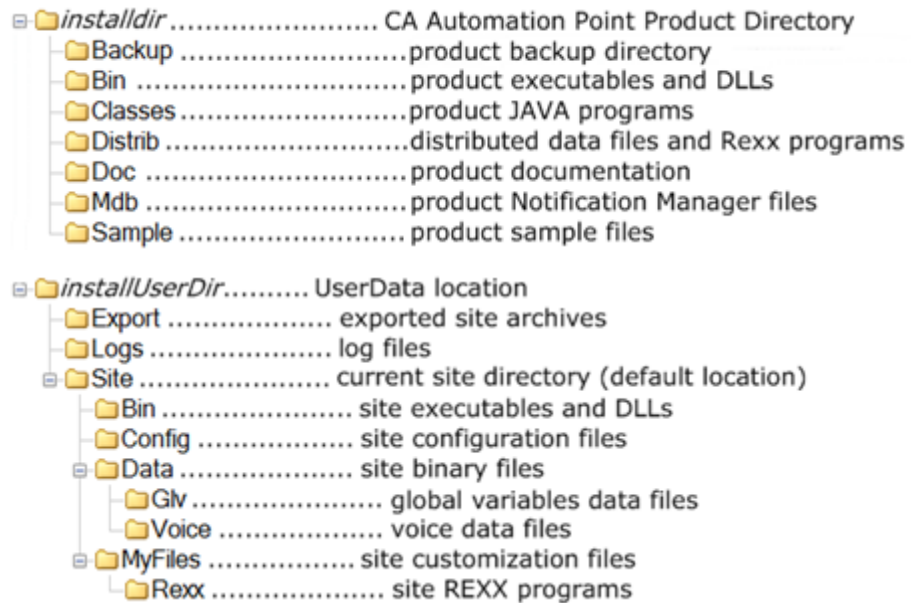 installdir ........................ CA Automation Point Product Directory
Backup ..........................product backup directory
Bin ..............................product executables and DLLs
Classes ..........................product JAVA programs
Distrib ............................distributed data files and Rexx programs
Doc .............................product documentation
Mdb .............................product Notification Manager files
Sample .......................... product sample files
installUserDir.......... UserData location
Export .................... exported site archives
Logs ...................... log files
Site ....................... current site directory (default location)
Bin ..................... site executables and DLLs
Config .................. site configuration files
Data .................... site binary files
Glv ...................... global variables data files
Voice ................... voice data files
MyFiles ................. site customization files
Rexx .................... site REXX programs